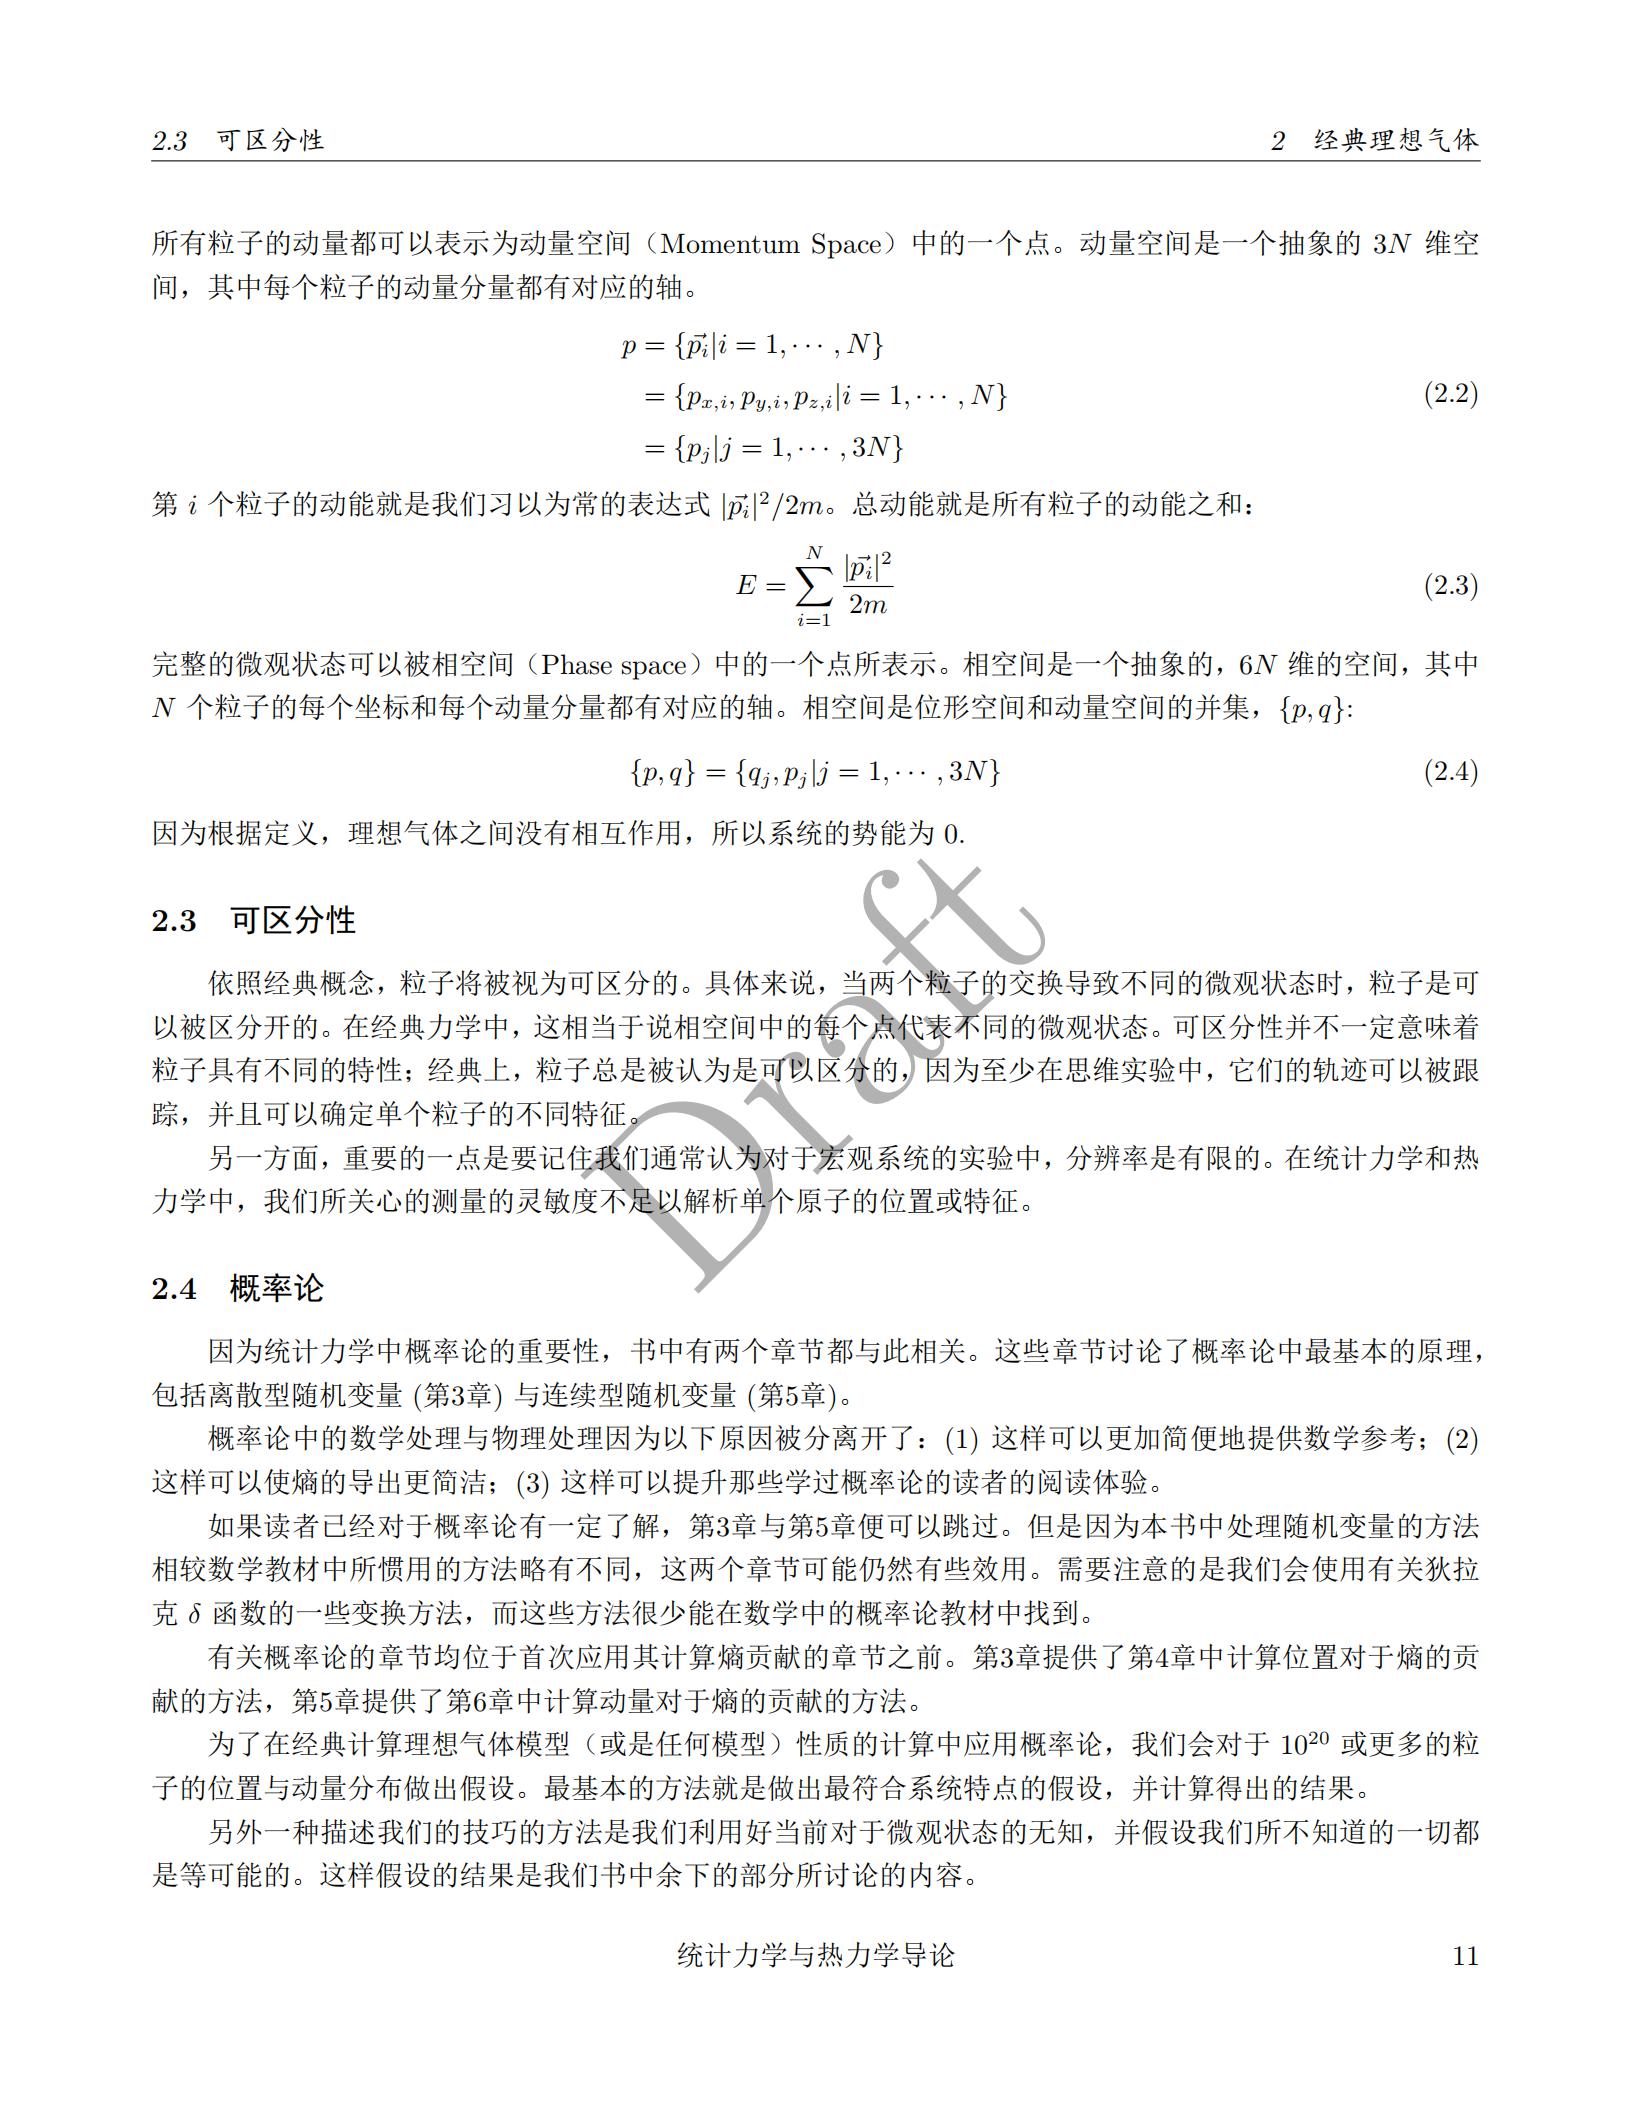 2.3 可区分性 2 经典理想气体
所有粒子的动量都可以表示为动量空间（Momentum Space）中的一个点。动量空间是一个抽象的 3N 维空
间，其中每个粒子的动量分量都有对应的轴。
p = {p⃗_i|i = 1, ⋯ , N}
= {p_{x,i}, p_{y,i}, p_{z,i}|i = 1, ⋯ , N} (2.2)
= {p_j|j = 1, ⋯ , 3N}
第 i 个粒子的动能就是我们习以为常的表达式 |p⃗_i|²/2m。总动能就是所有粒子的动能之和：
E = \sum_{i=1}^{N} \frac{|p⃗_i|²}{2m} (2.3)
完整的微观状态可以被相空间（Phase space）中的一个点所表示。相空间是一个抽象的，6N 维的空间，其中
N 个粒子的每个坐标和每个动量分量都有对应的轴。相空间是位形空间和动量空间的并集，{p, q}:
{p, q} = {q_j, p_j|j = 1, ⋯ , 3N} (2.4)
因为根据定义，理想气体之间没有相互作用，所以系统的势能为 0.
2.3 可区分性
依照经典概念，粒子将被视为可区分的。具体来说，当两个粒子的交换导致不同的微观状态时，粒子是可
以被区分开的。在经典力学中，这相当于说相空间中的每个点代表不同的微观状态。可区分性并不一定意味着
粒子具有不同的特性；经典上，粒子总是被认为是可以区分的，因为至少在思维实验中，它们的轨迹可以被跟
踪，并且可以确定单个粒子的不同特征。
另一方面，重要的一点是要记住我们通常认为对于宏观系统的实验中，分辨率是有限的。在统计力学和热
力学中，我们所关心的测量的灵敏度不足以解析单个原子的位置或特征。
2.4 概率论
因为统计力学中概率论的重要性，书中有两个章节都与此相关。这些章节讨论了概率论中最基本的原理，
包括离散型随机变量 (第3章) 与连续型随机变量 (第5章)。
概率论中的数学处理与物理处理因为以下原因被分离开了：(1) 这样可以更加简便地提供数学参考；(2)
这样可以使熵的导出更简洁；(3) 这样可以提升那些学过概率论的读者的阅读体验。
如果读者已经对于概率论有一定了解，第3章与第5章便可以跳过。但是因为本书中处理随机变量的方法
相较数学教材中所惯用的方法略有不同，这两个章节可能仍然有些效用。需要注意的是我们会使用有关狄拉
克 δ 函数的一些变换方法，而这些方法很少能在数学中的概率论教材中找到。
有关概率论的章节均位于首次应用其计算熵贡献的章节之前。第3章提供了第4章中计算位置对于熵的贡
献的方法，第5章提供了第6章中计算动量对于熵的贡献的方法。
为了在经典计算理想气体模型（或是任何模型）性质的计算中应用概率论，我们会对于 10²⁰ 或更多的粒
子的位置与动量分布做出假设。最基本的方法就是做出最符合系统特点的假设，并计算得出的结果。
另外一种描述我们的技巧的方法是我们利用好当前对于微观状态的无知，并假设我们所不知道的一切都
是等可能的。这样假设的结果是我们书中余下的部分所讨论的内容。
Draft
统计力学与热力学导论 11